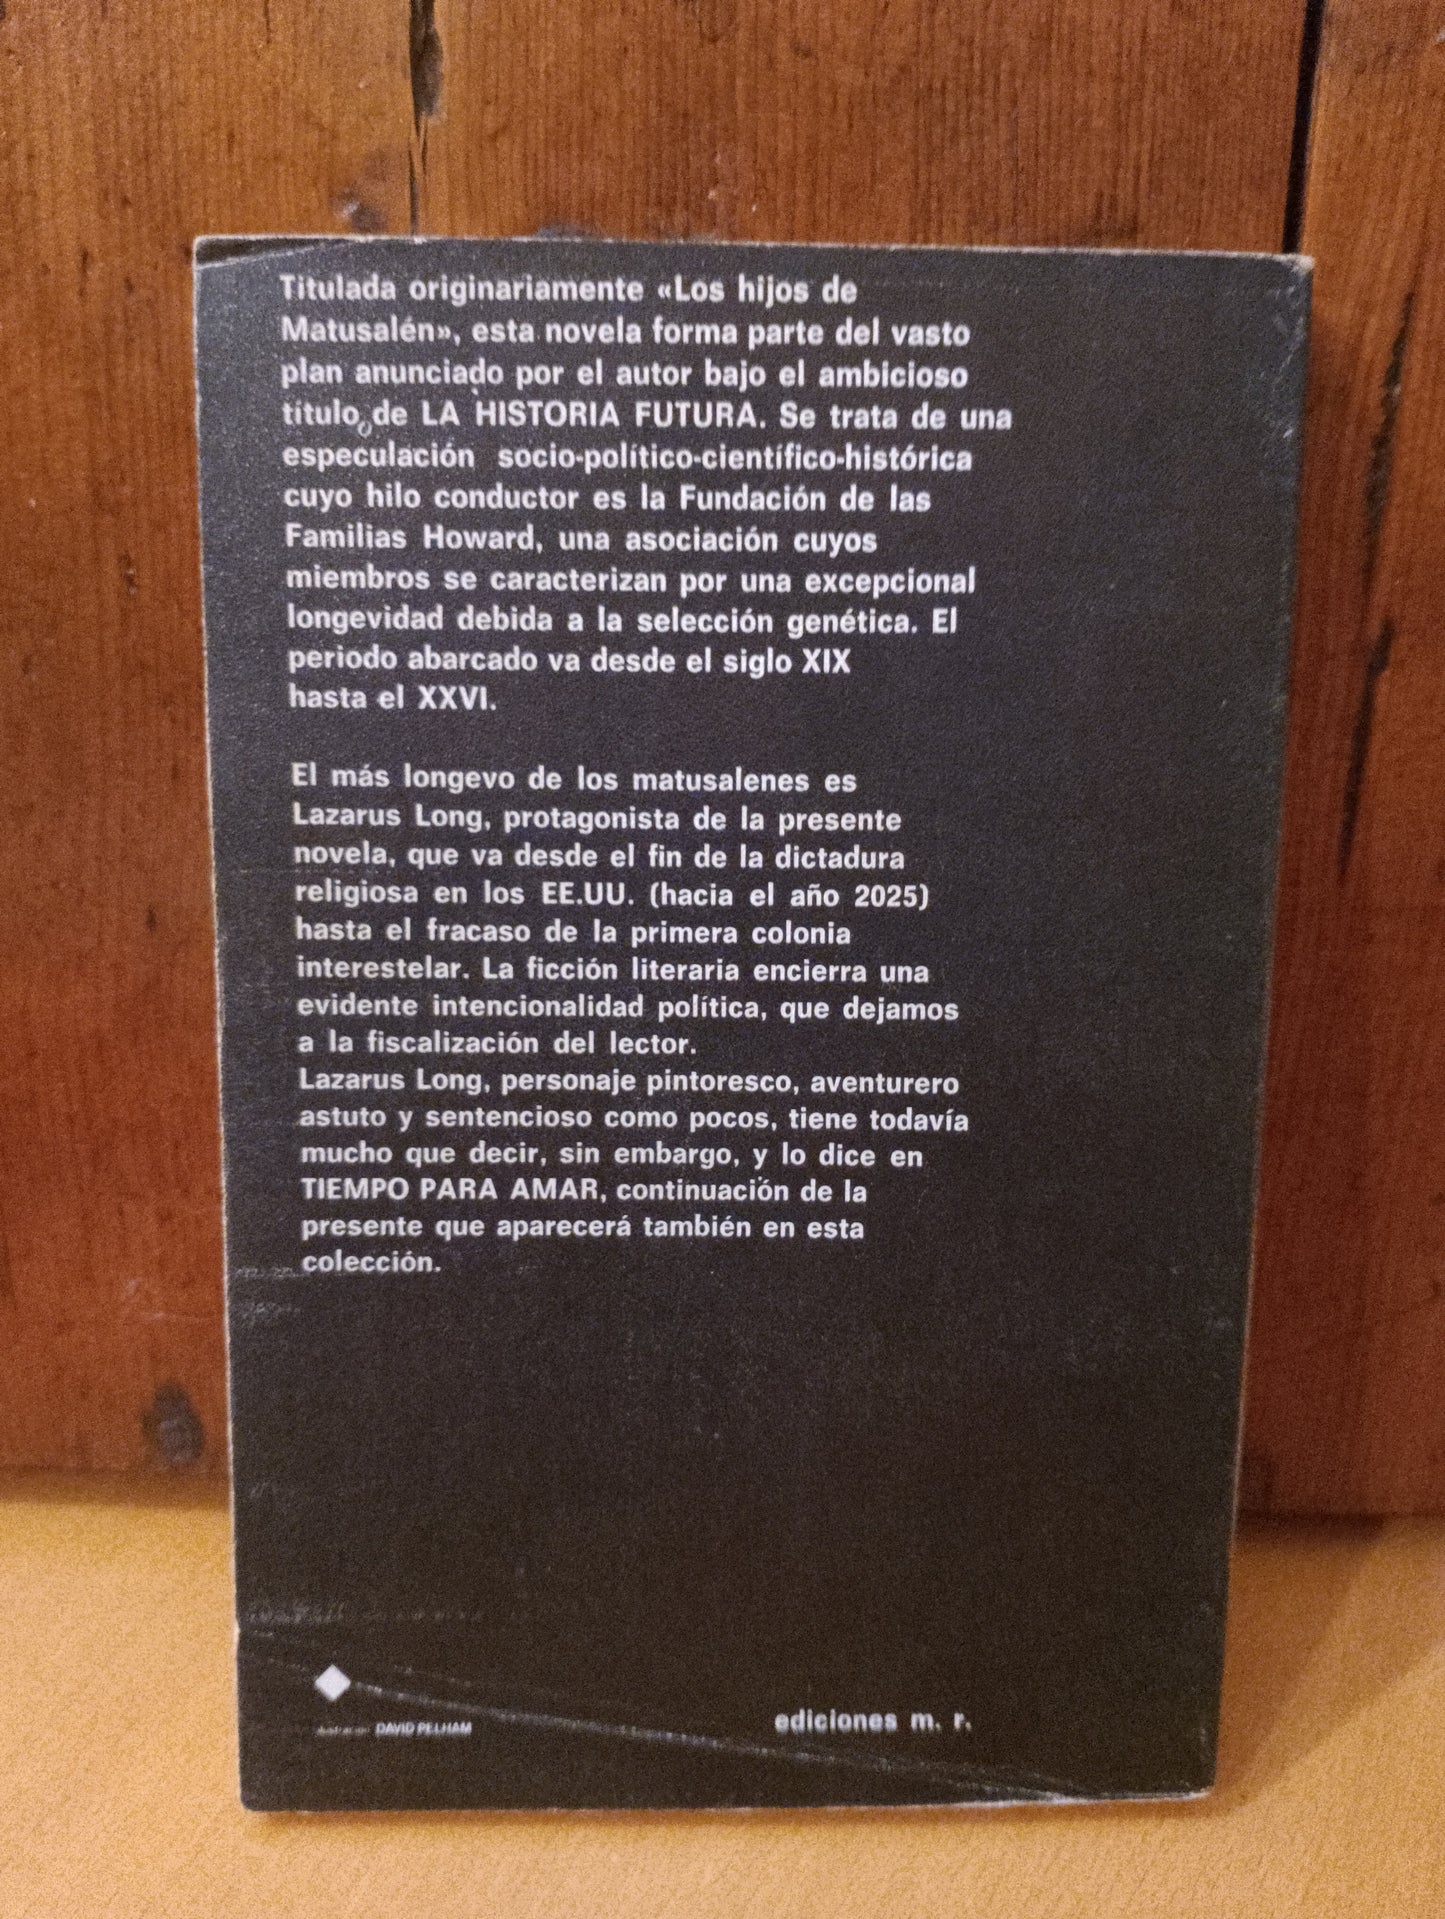 Titulada originariamente «Los hijos de
Matusalén», esta novela forma parte del vasto
plan anunciado por el autor bajo el ambicioso
título de LA HISTORIA FUTURA. Se trata de una
especulación socio-político-científico-histórica
cuyo hilo conductor es la Fundación de las
Familias Howard, una asociación cuyos
miembros se caracterizan por una excepcional
longevidad debida a la selección genética. El
periodo abarcado va desde el siglo XIX
hasta el XXVI.
El más longevo de los matusalenes es
Lazarus Long, protagonista de la presente
novela, que va desde el fin de la dictadura
religiosa en los EE.UU. (hacia el año 2025)
hasta el fracaso de la primera colonia
interestelar. La ficción literaria encierra una
evidente intencionalidad política, que dejamos
a la fiscalización del lector.
Lazarus Long, personaje pintoresco, aventurero
astuto y sentencioso como pocos, tiene todavía
mucho que decir, sin embargo, y lo dice en
TIEMPO PARA AMAR, continuación de la
presente que aparecerá también en esta
colección.
DAVID PELHAM
ediciones m. r.